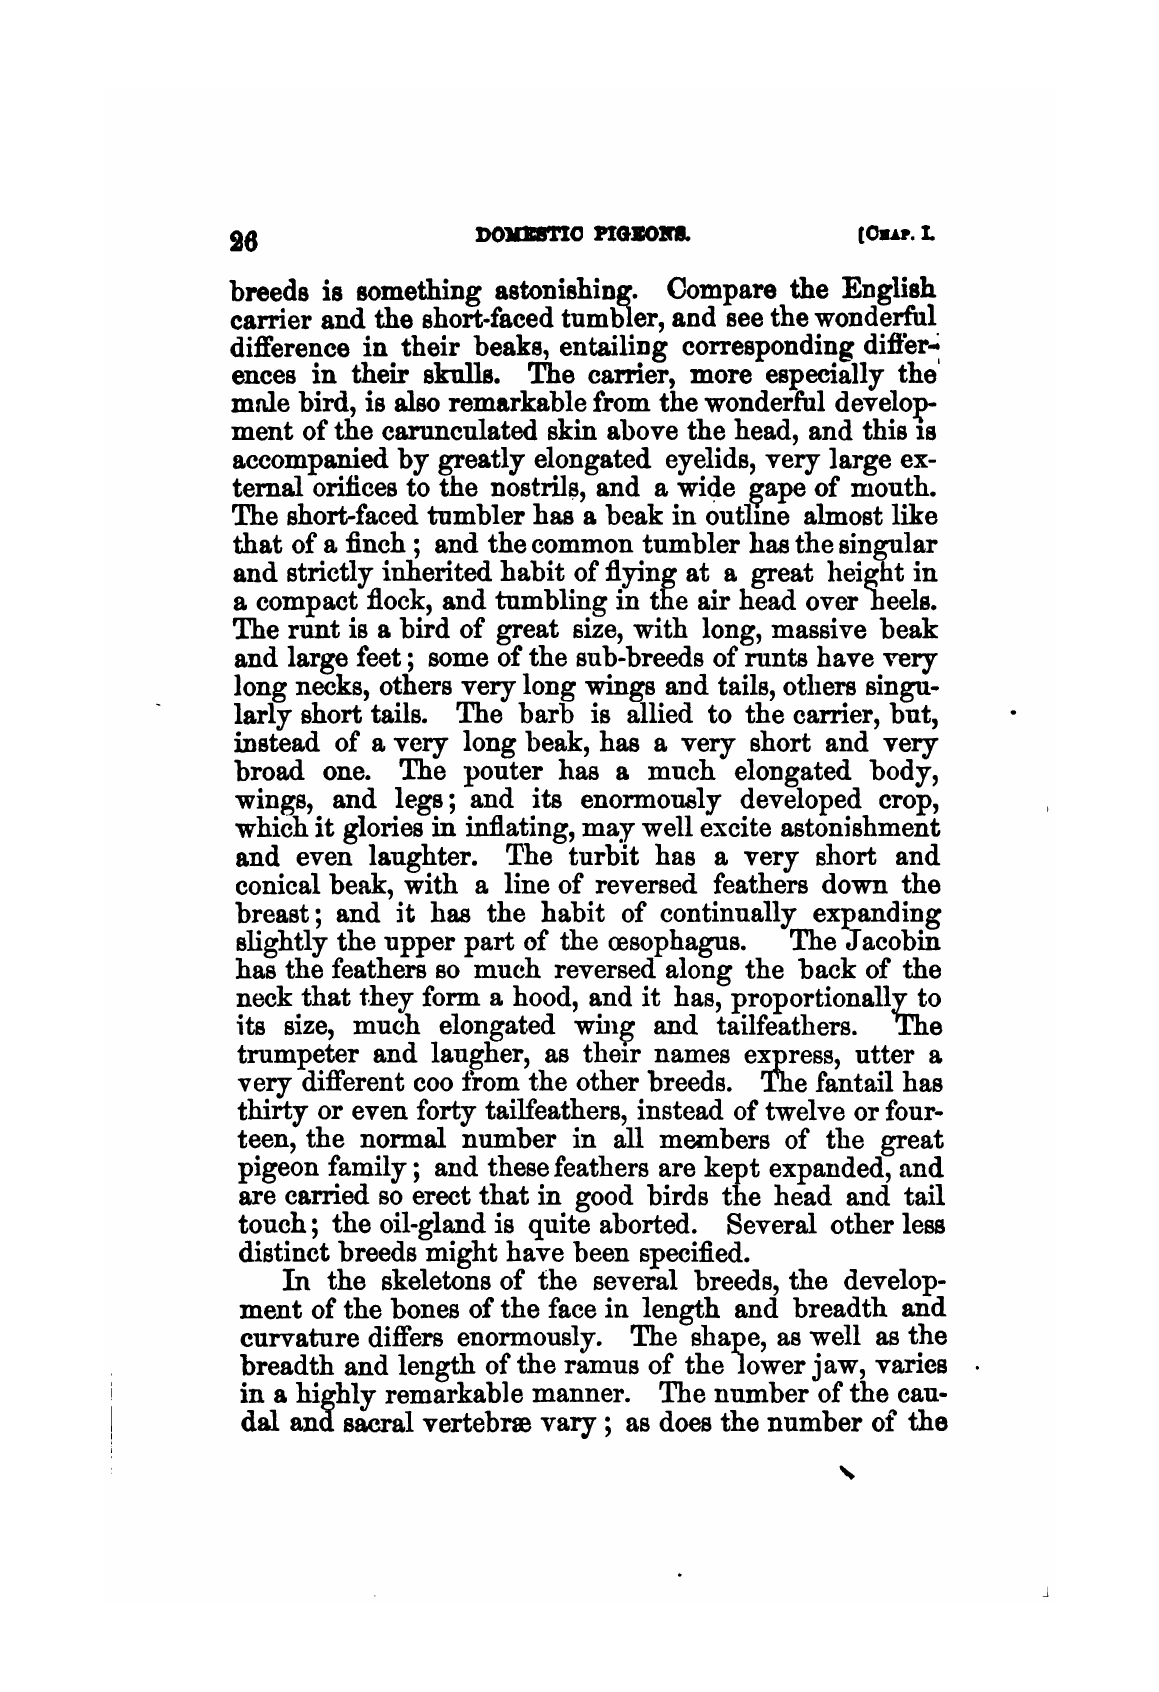 26 DOMESTIC PIGEONS. [CHAP. I.
breeds is something astonishing. Compare the English
carrier and the short-faced tumbler, and see the wonderful
difference in their beaks, entailing corresponding differ-
ences in their skulls. The carrier, more especially the
male bird, is also remarkable from the wonderful develop-
ment of the carunculated skin above the head, and this is
accompanied by greatly elongated eyelids, very large ex-
ternal orifices to the nostrils, and a wide gape of mouth.
The short-faced tumbler has a beak in outline almost like
that of a finch ; and the common tumbler has the singular
and strictly inherited habit of flying at a great height in
a compact flock, and tumbling in the air head over heels.
The runt is a bird of great size, with long, massive beak
and large feet ; some of the sub-breeds of runts have very
long necks, others very long wings and tails, others singu-
larly short tails. The barb is allied to the carrier, but,
instead of a very long beak, has a very short and very
broad one. The pouter has a much elongated body,
wings, and legs ; and its enormously developed crop,
which it glories in inflating, may well excite astonishment
and even laughter. The turbit has a very short and
conical beak, with a line of reversed feathers down the
breast ; and it has the habit of continually expanding
slightly the upper part of the œsophagus. The Jacobin
has the feathers so much reversed along the back of the
neck that they form a hood, and it has, proportionally to
its size, much elongated wing and tailfeathers. The
trumpeter and laugher, as their names express, utter a
very different coo from the other breeds. The fantail has
thirty or even forty tailfeathers, instead of twelve or four-
teen, the normal number in all members of the great
pigeon family ; and these feathers are kept expanded, and
are carried so erect that in good birds the head and tail
touch ; the oil-gland is quite aborted. Several other less
distinct breeds might have been specified.
In the skeletons of the several breeds, the develop-
ment of the bones of the face in length and breadth and
curvature differs enormously. The shape, as well as the
breadth and length of the ramus of the lower jaw, varies
in a highly remarkable manner. The number of the cau-
dal and sacral vertebræ vary ; as does the number of the